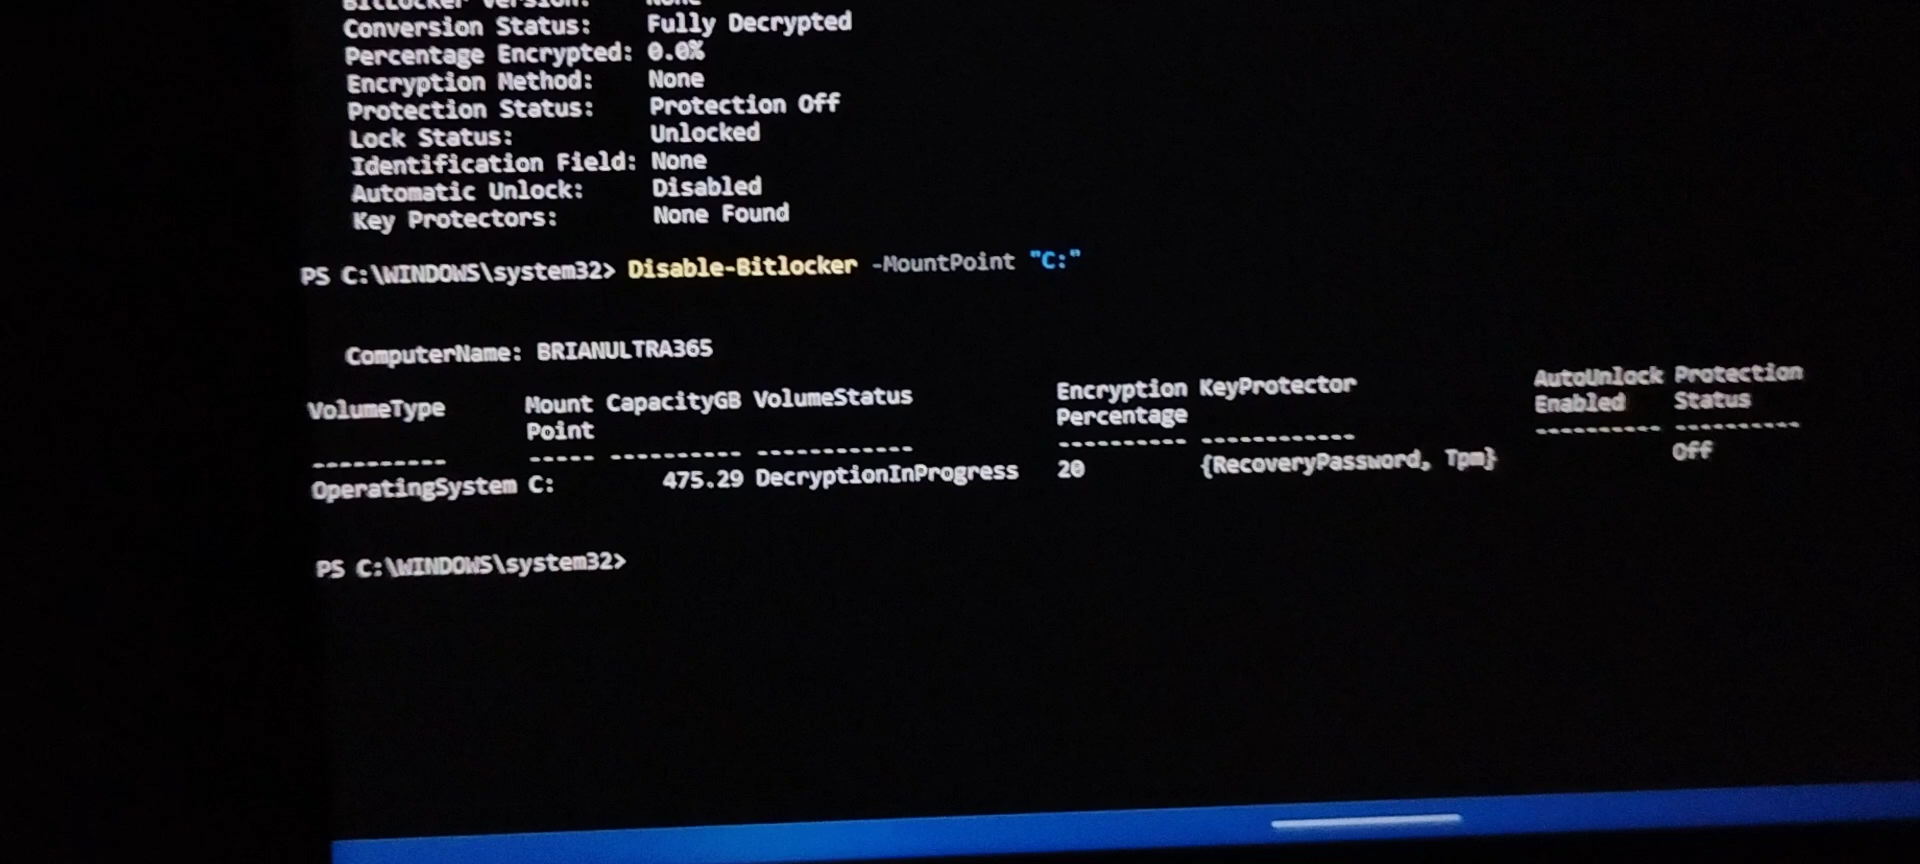 BitLocker Version: None
Conversion Status: Fully Decrypted
Percentage Encrypted: 0.0%
Encryption Method: None
Protection Status: Protection Off
Lock Status: Unlocked
Identification Field: None
Automatic Unlock: Disabled
Key Protectors: None Found
PS C:\WINDOWS\system32> Disable-Bitlocker -MountPoint "C:"
ComputerName: BRIANULTRA365
VolumeType Mount CapacityGB VolumeStatus Encryption KeyProtector AutoUnlock Protection
Point Percentage Enabled Status
---------- ----- ---------- ------------ ---------- ------------ ---------- ----------
OperatingSystem C: 475.29 DecryptionInProgress 20 {RecoveryPassword, Tpm} Off
PS C:\WINDOWS\system32>